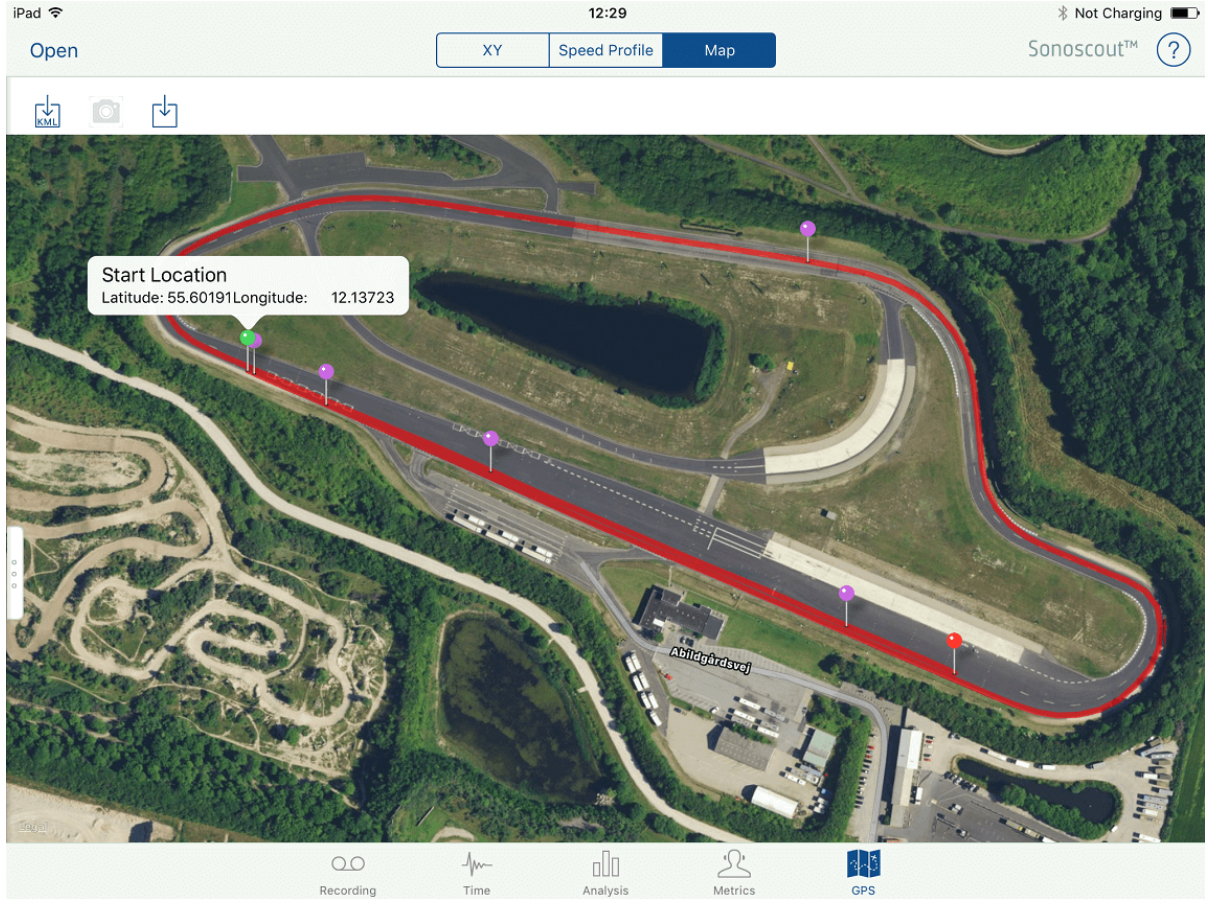 iPad 12:29 Not Charging
Open XY Speed Profile Map Sonoscout™ ?
KML
Start Location
Latitude: 55.60191Longitude: 12.13723
Abildgårdsvej
Legal
Recording Time Analysis Metrics GPS